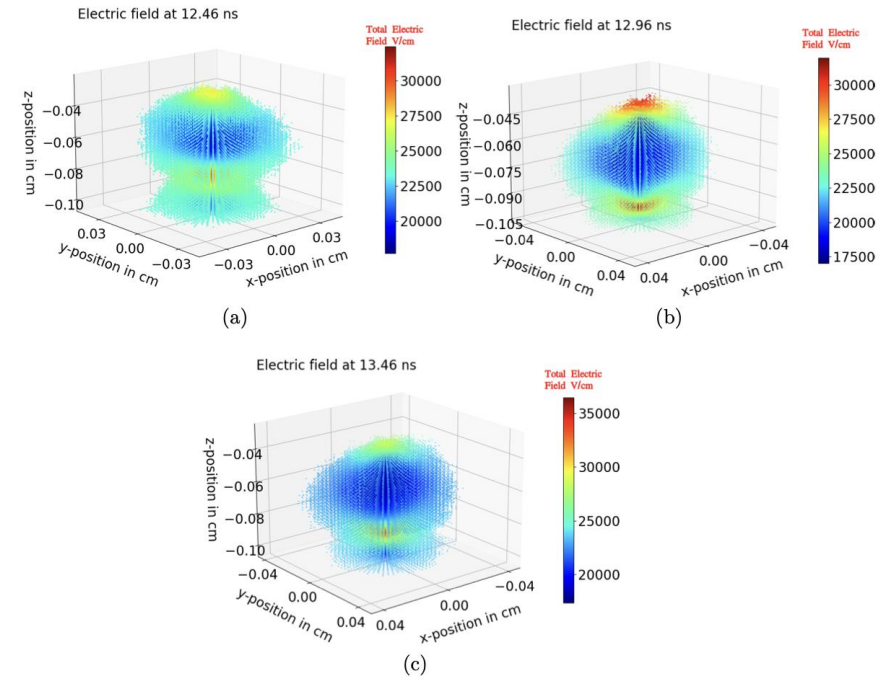 Electric field at 12.46 ns
Total Electric
Field V/cm
30000
27500
25000
22500
20000
z-position in cm
−0.04
−0.06
−0.08
−0.10
0.03
0.00
−0.03
y-position in cm
−0.03
0.00
0.03
x-position in cm
(a)
Electric field at 12.96 ns
Total Electric
Field V/cm
30000
27500
25000
22500
20000
17500
z-position in cm
−0.045
−0.060
−0.075
−0.090
−0.105
−0.04
0.00
0.04
y-position in cm
0.04
0.00
−0.04
x-position in cm
(b)
Electric field at 13.46 ns
Total Electric
Field V/cm
35000
30000
25000
20000
z-position in cm
−0.04
−0.06
−0.08
−0.10
−0.04
0.00
0.04
y-position in cm
0.04
0.00
−0.04
x-position in cm
(c)